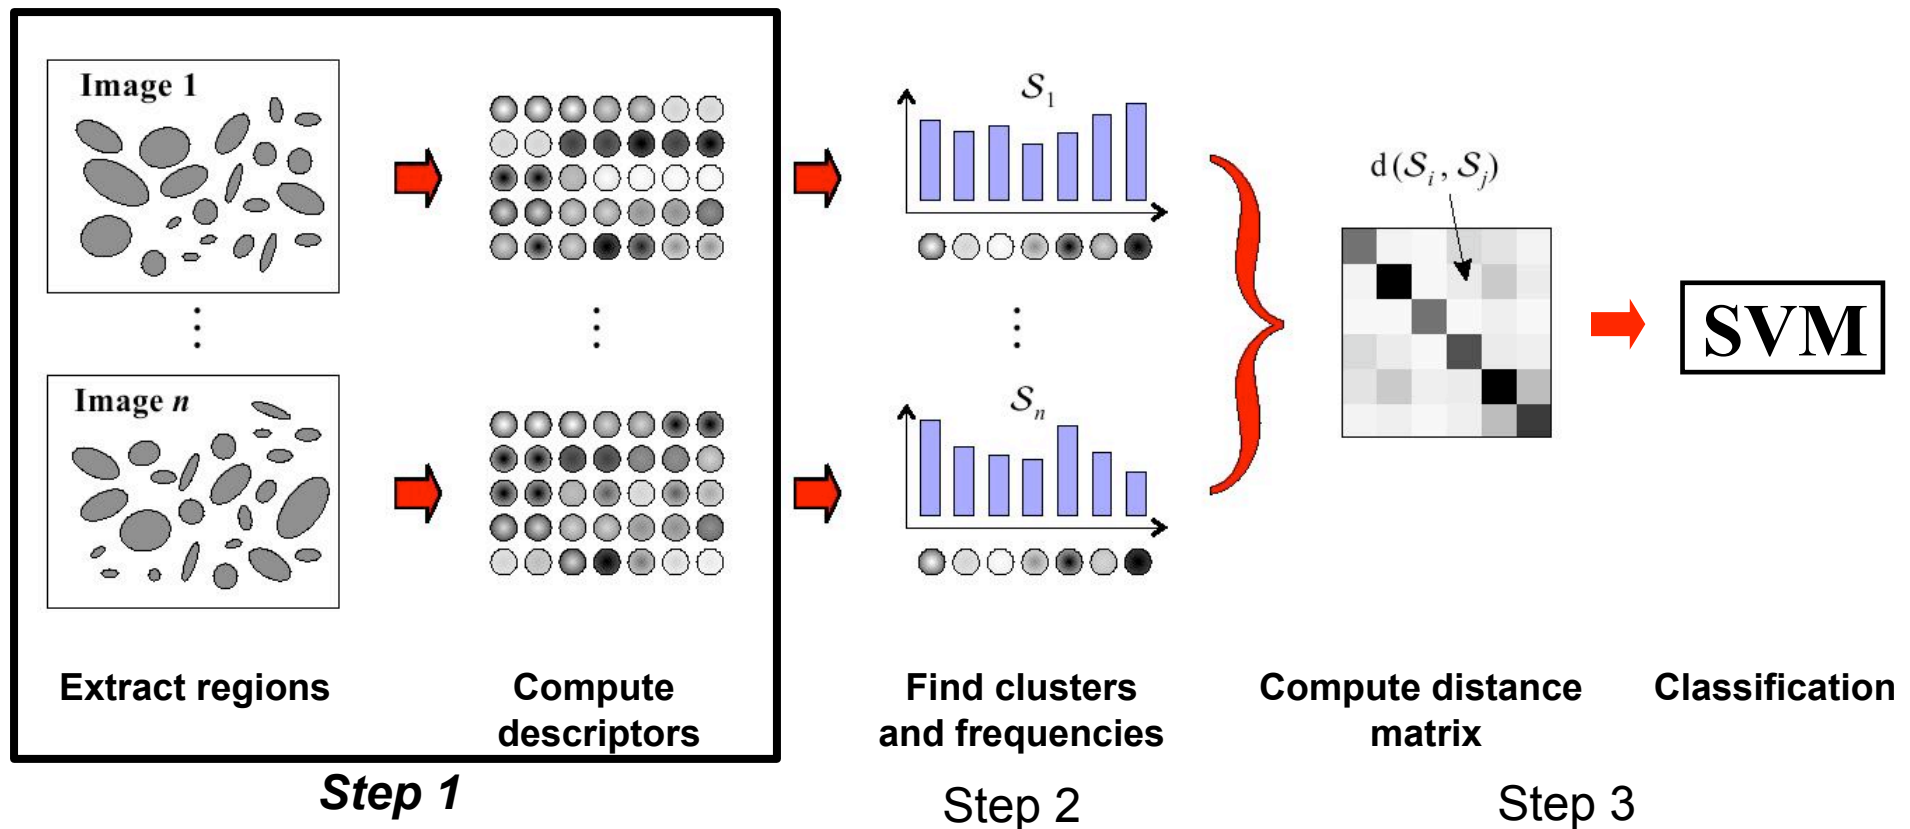 Image 1
S1
d(Si, Sj)
SVM
Image n
Sn
Extract regions
Compute
descriptors
Find clusters
and frequencies
Compute distance
matrix
Classification
Step 1
Step 2
Step 3